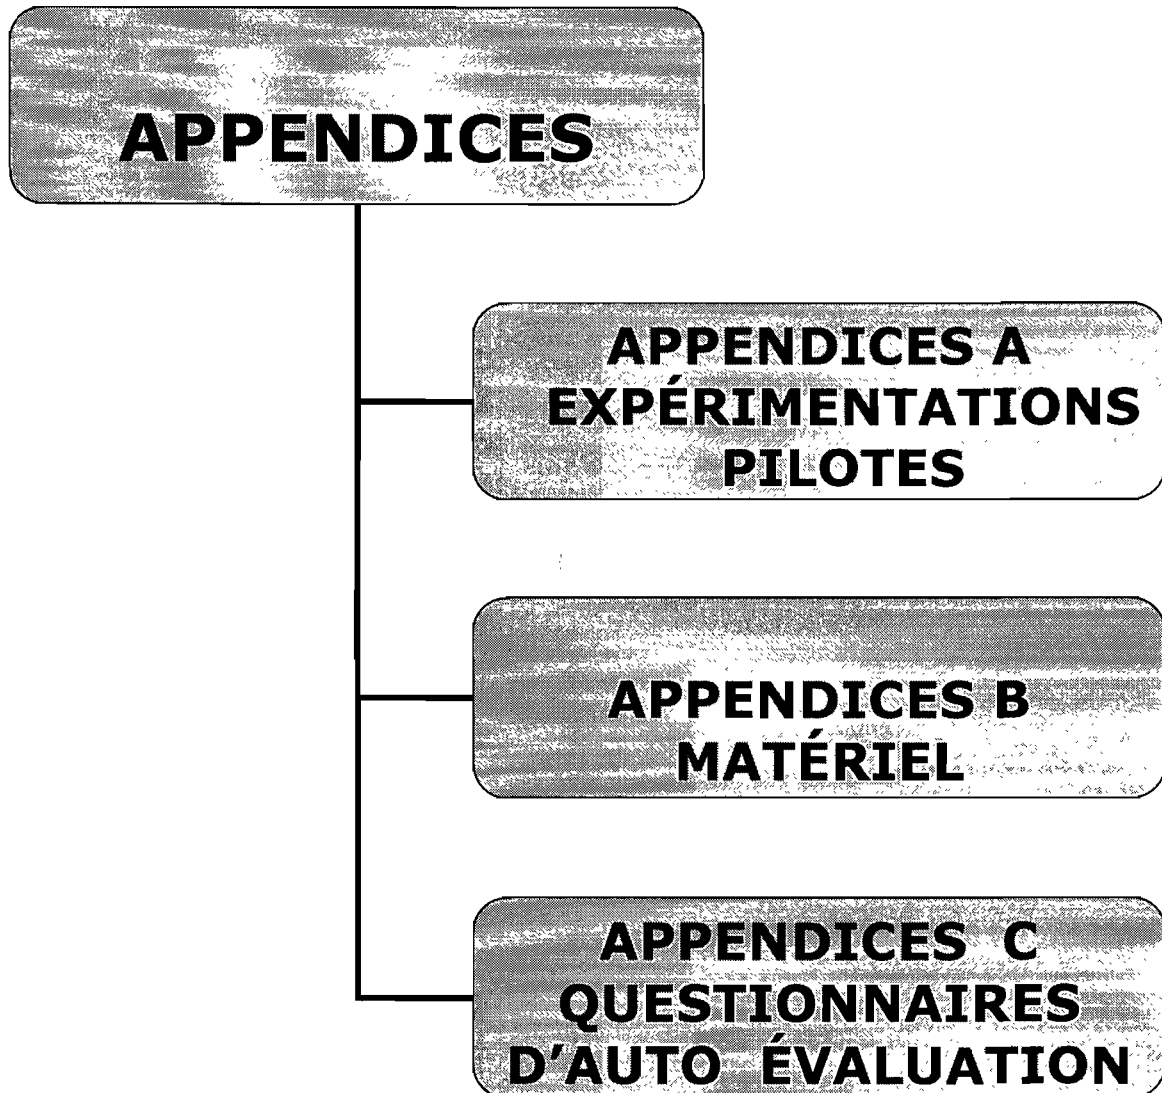 APPENDICES
APPENDICES A
EXPÉRIMENTATIONS
PILOTES
APPENDICES B
MATÉRIEL
APPENDICES C
QUESTIONNAIRES
D'AUTO ÉVALUATION